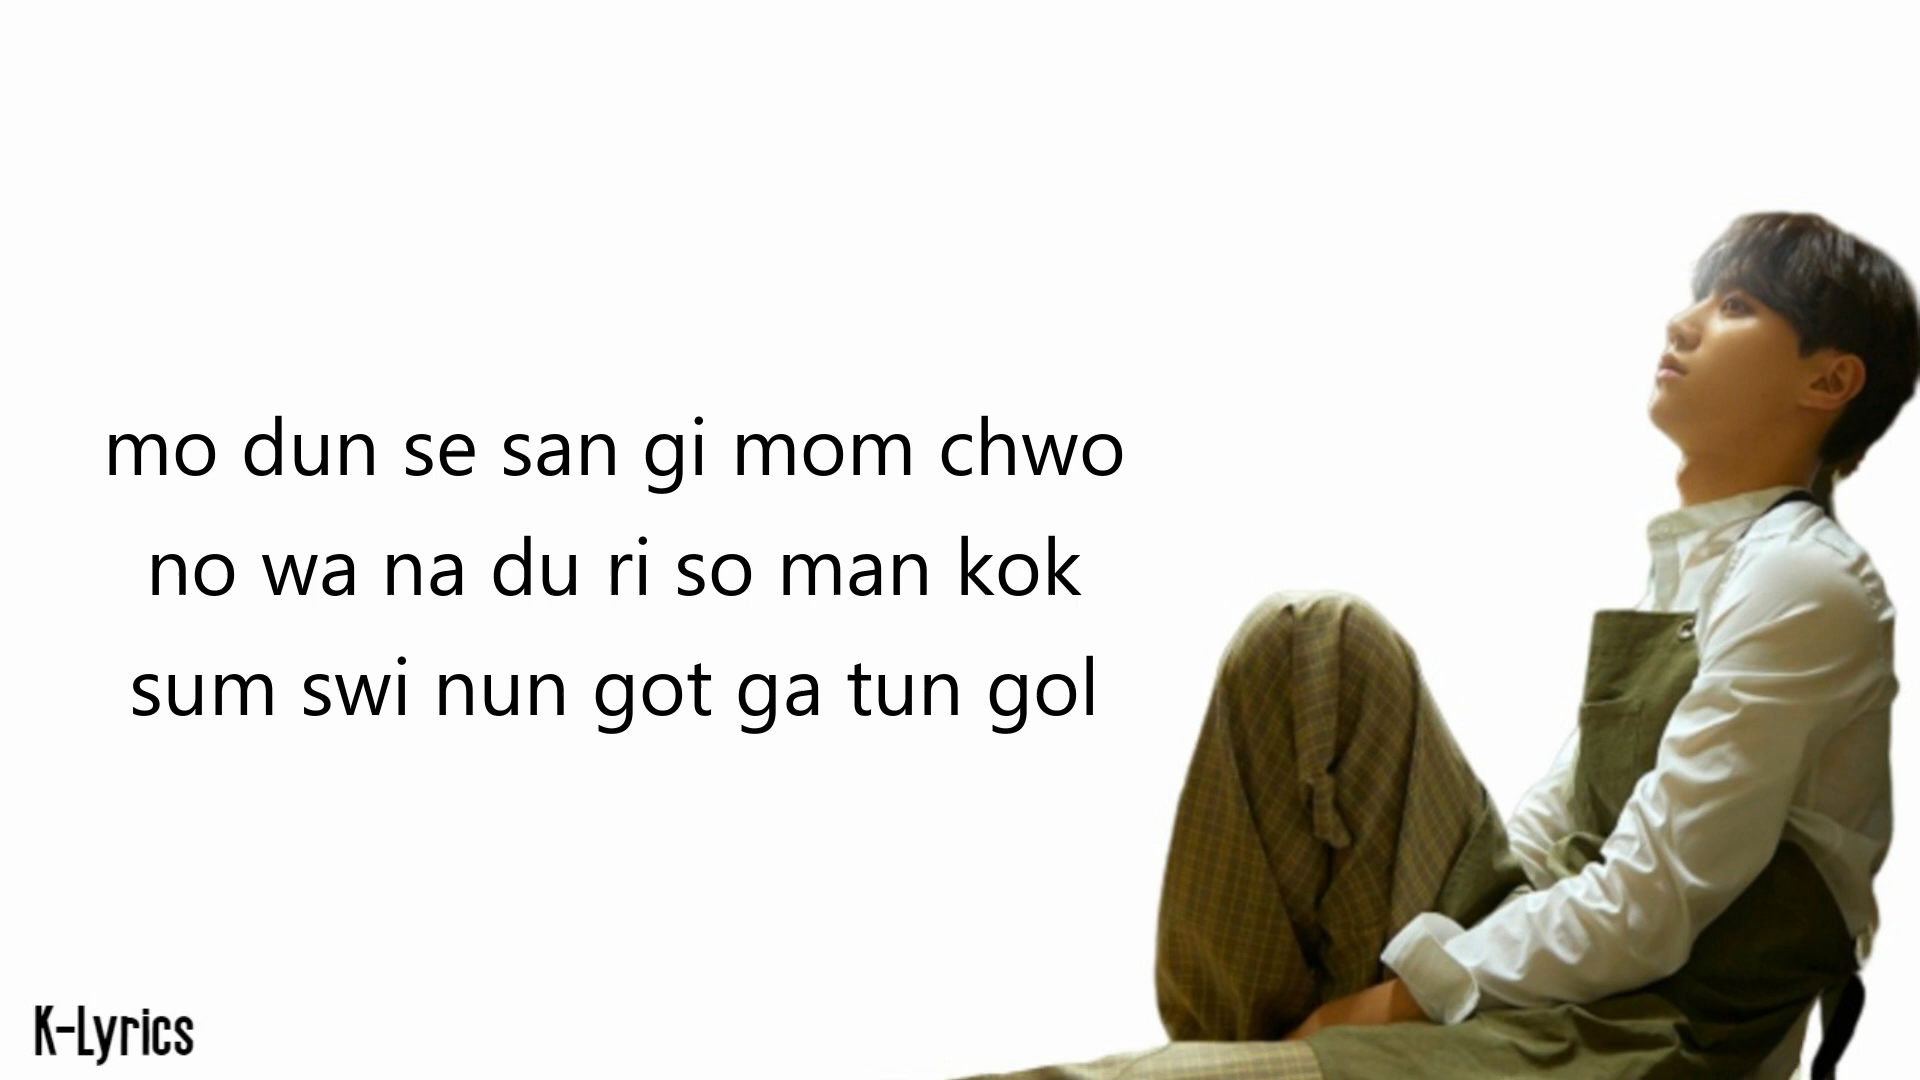 mo dun se san gi mom chwo
no wa na du ri so man kok
sum swi nun got ga tun gol
K-Lyrics